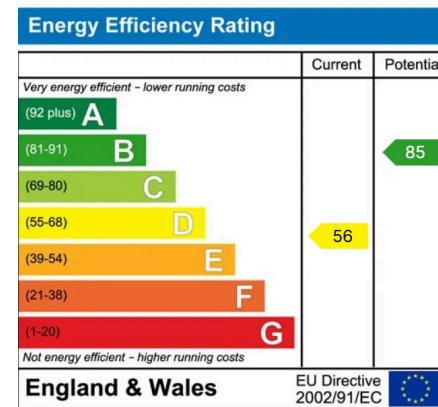 Energy Efficiency Rating
Current Potentia
Very energy efficient – lower running costs
(92 plus) A
(81-91) B
85
(69-80) C
(55-68) D
56
(39-54) E
(21-38) F
(1-20) G
Not energy efficient – higher running costs
England & Wales
EU Directive
2002/91/EC